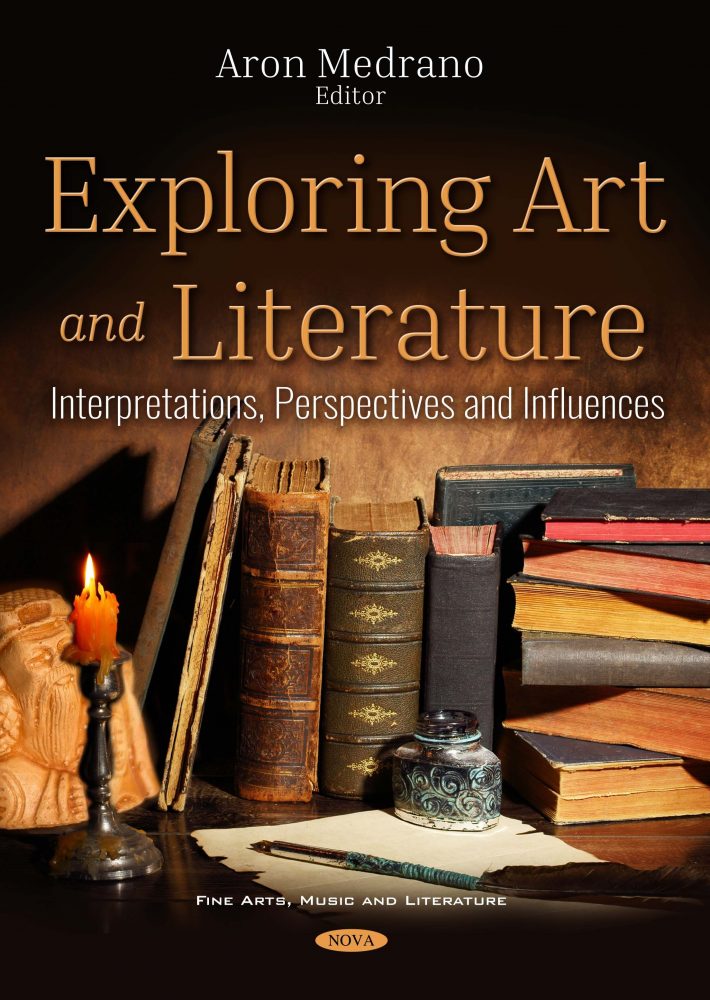 Aron Medrano
Editor
Exploring Art
and Literature
Interpretations, Perspectives and Influences
Fine Arts, Music and Literature
NOVA